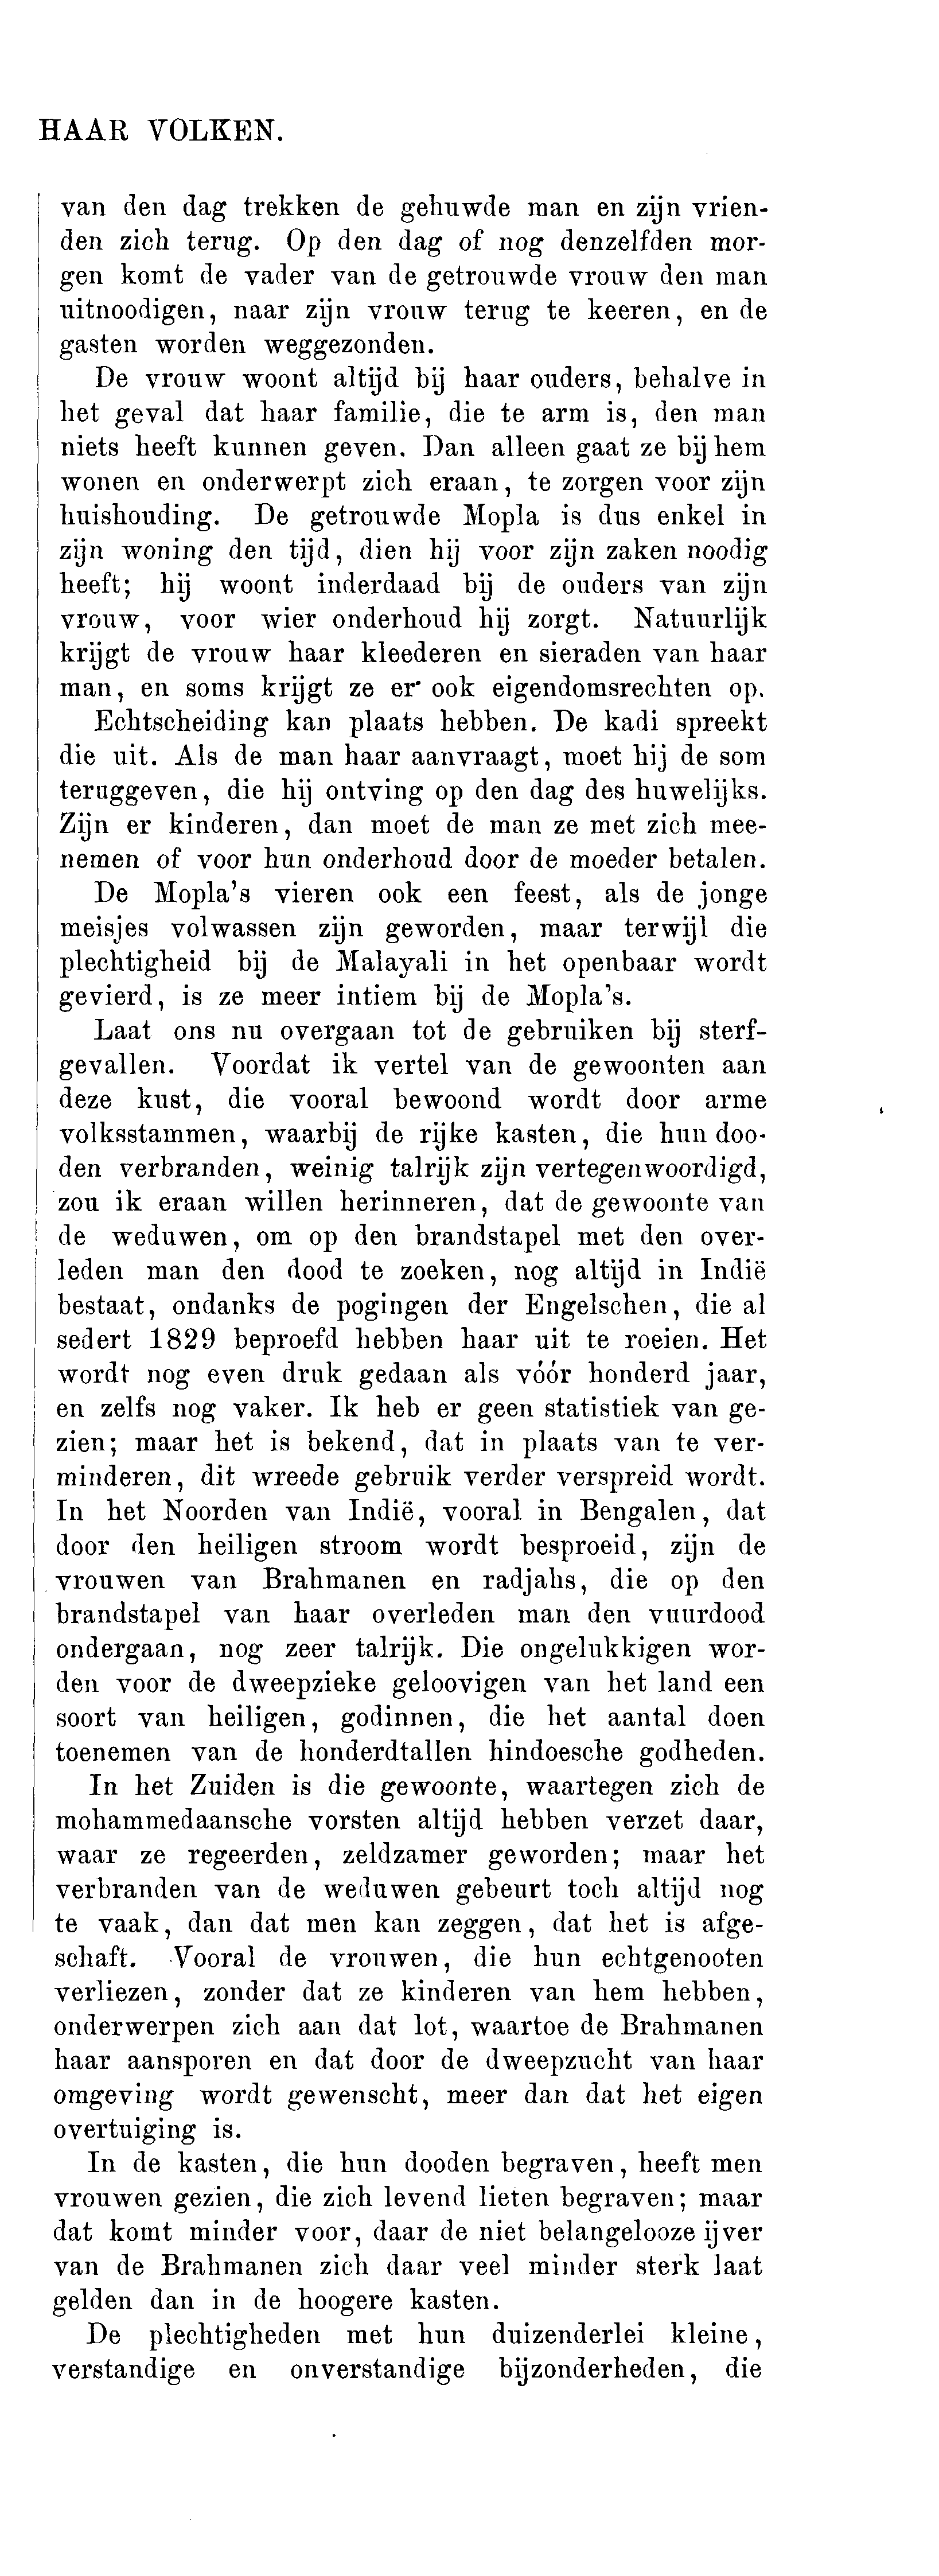 HAAR VOLKEN.
van den dag trekken de gehuwde man en zijn vrien-
den zich terug. Op den dag of nog denzelfden mor-
gen komt de vader van de getrouwde vrouw den man
uitnoodigen, naar zijn vrouw terug te keeren, en de
gasten worden weggezonden.
De vrouw woont altijd bij haar ouders, behalve in
het geval dat haar familie, die te arm is, den man
niets heeft kunnen geven. Dan alleen gaat ze bij hem
wonen en onderwerpt zich eraan, te zorgen voor zijn
huishouding. De getrouwde Mopla is dus enkel in
zijn woning den tijd, dien hij voor zijn zaken noodig
heeft; hij woont inderdaad bij de ouders van zijn
vrouw, voor wier onderhoud hij zorgt. Natuurlijk
krijgt de vrouw haar kleederen en sieraden van haar
man, en soms krijgt ze er ook eigendomsrechten op.
Echtscheiding kan plaats hebben. De kadi spreekt
die uit. Als de man haar aanvraagt, moet hij de som
teruggeven, die hij ontving op den dag des huwelijks.
Zijn er kinderen, dan moet de man ze met zich mee-
nemen of voor hun onderhoud door de moeder betalen.
De Mopla's vieren ook een feest, als de jonge
meisjes volwassen zijn geworden, maar terwijl die
plechtigheid bij de Malayali in het openbaar wordt
gevierd, is ze meer intiem bij de Mopla's.
Laat ons nu overgaan tot de gebruiken bij sterf-
gevallen. Voordat ik vertel van de gewoonten aan
deze kust, die vooral bewoond wordt door arme
volksstammen, waarbij de rijke kasten, die hun doo-
den verbranden, weinig talrijk zijn vertegenwoordigd,
zou ik eraan willen herinneren, dat de gewoonte van
de weduwen, om op den brandstapel met den over-
leden man den dood te zoeken, nog altijd in Indië
bestaat, ondanks de pogingen der Engelschen, die al
sedert 1829 beproefd hebben haar uit te roeien. Het
wordt nog even druk gedaan als vóór honderd jaar,
en zelfs nog vaker. Ik heb er geen statistiek van ge-
zien; maar het is bekend, dat in plaats van te ver-
minderen, dit wreede gebruik verder verspreid wordt.
In het Noorden van Indië, vooral in Bengalen, dat
door den heiligen stroom wordt besproeid, zijn de
vrouwen van Brahmanen en radjahs, die op den
brandstapel van haar overleden man den vuurdood
ondergaan, nog zeer talrijk. Die ongelukkigen wor-
den voor de dweepzieke geloovigen van het land een
soort van heiligen, godinnen, die het aantal doen
toenemen van de honderdtallen hindoesche godheden.
In het Zuiden is die gewoonte, waartegen zich de
mohammedaansche vorsten altijd hebben verzet daar,
waar ze regeerden, zeldzamer geworden; maar het
verbranden van de weduwen gebeurt toch altijd nog
te vaak, dan dat men kan zeggen, dat het is afge-
schaft. Vooral de vrouwen, die hun echtgenooten
verliezen, zonder dat ze kinderen van hem hebben,
onderwerpen zich aan dat lot, waartoe de Brahmanen
haar aansporen en dat door de dweepzucht van haar
omgeving wordt gewenscht, meer dan dat het eigen
overtuiging is.
In de kasten, die hun dooden begraven, heeft men
vrouwen gezien, die zich levend lieten begraven; maar
dat komt minder voor, daar de niet belangelooze ijver
van de Brahmanen zich daar veel minder sterk laat
gelden dan in de hoogere kasten.
De plechtigheden met hun duizenderlei kleine,
verstandige en onverstandige bijzonderheden, die